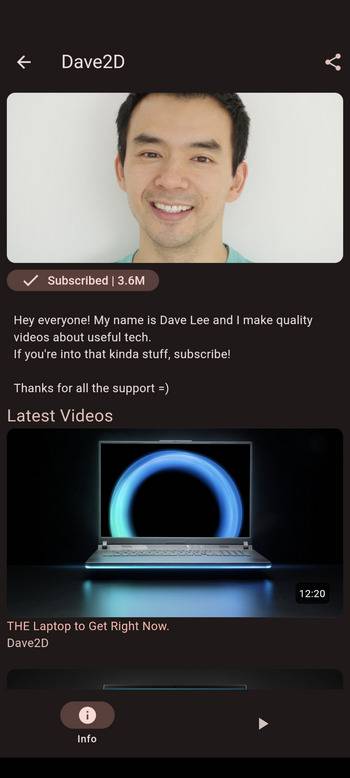 Dave2D
Subscribed | 3.6M
Hey everyone! My name is Dave Lee and I make quality
videos about useful tech.
If you're into that kinda stuff, subscribe!
Thanks for all the support =)
Latest Videos
12:20
THE Laptop to Get Right Now.
Dave2D
Info